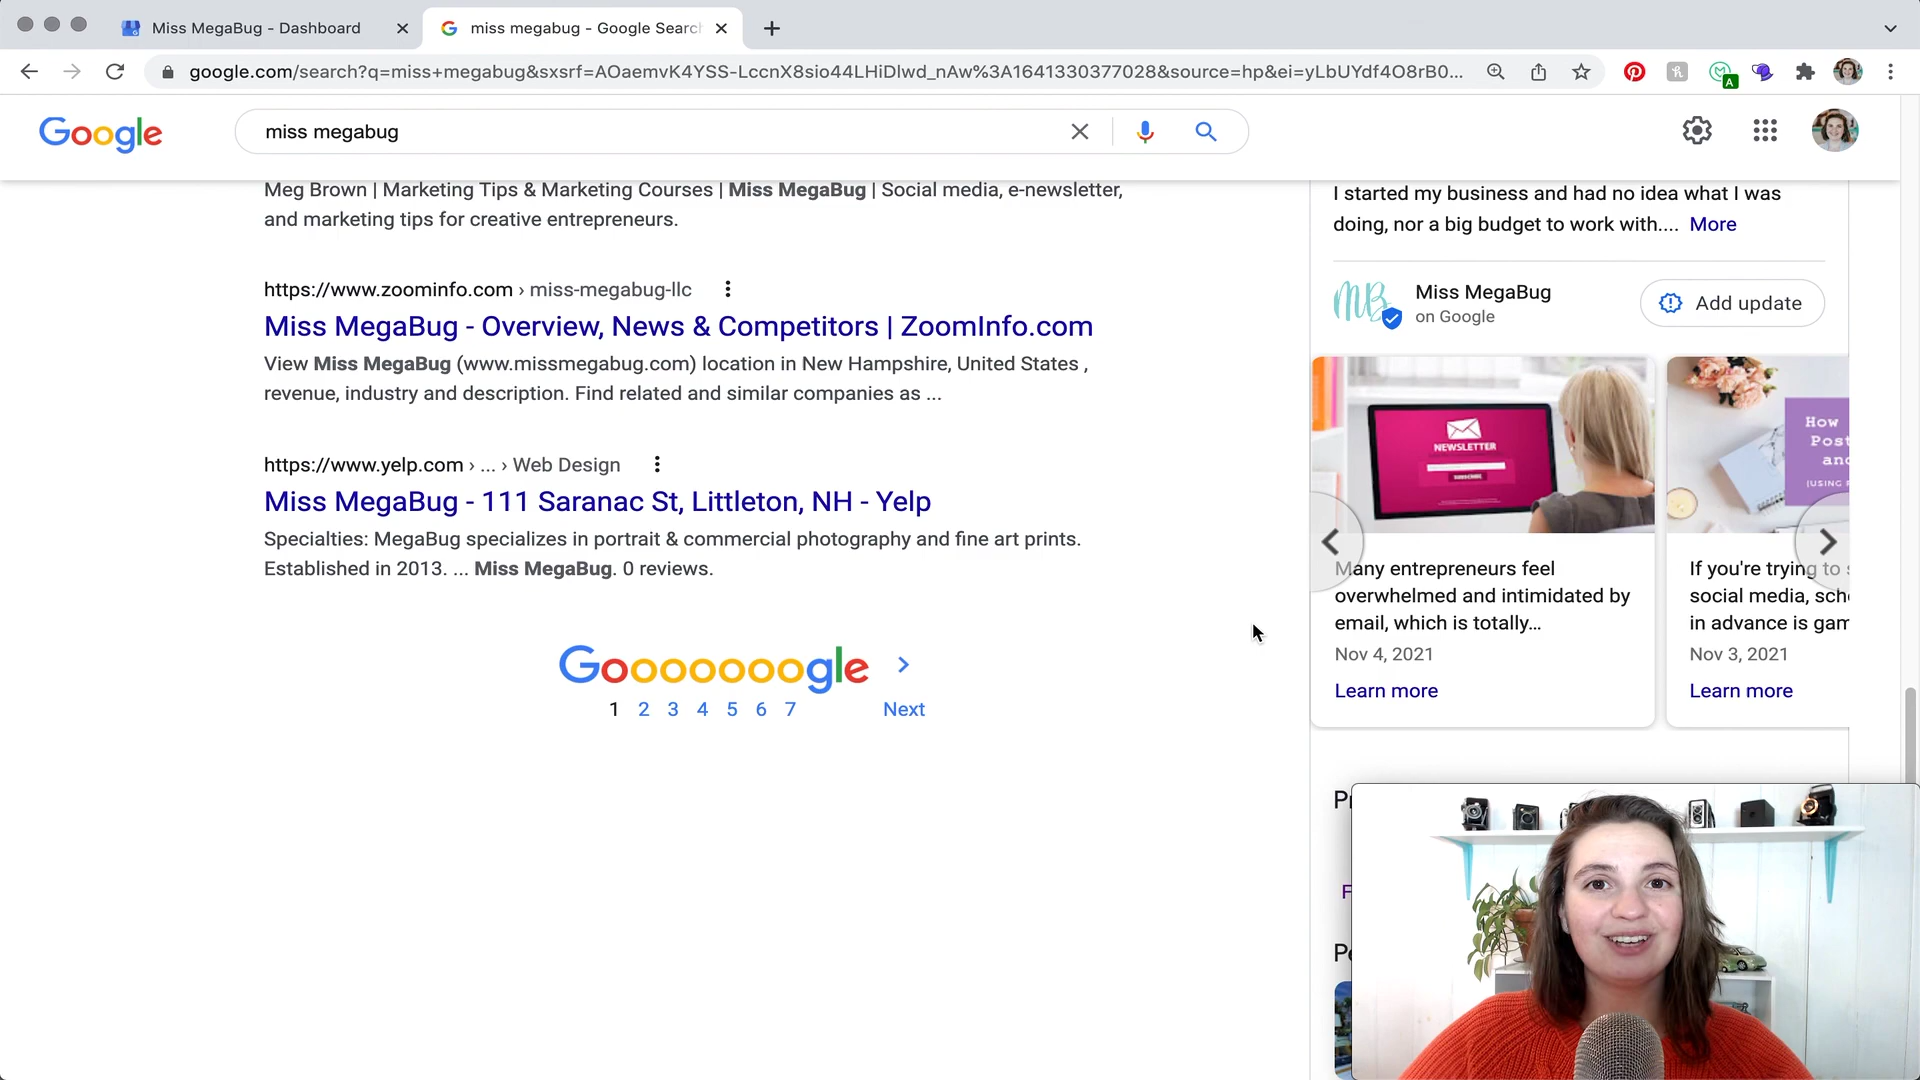 Miss MegaBug - Dashboard
miss megabug - Google Search
google.com/search?q=miss+megabug&sxsrf=AOaemvK4YSS-LccnX8sio44LHiDlwd_nAw%3A1641330377028&source=hp&ei=yLbUYdf4O8rB0...
A
Google
miss megabug
Meg Brown | Marketing Tips & Marketing Courses | Miss MegaBug | Social media, e-newsletter,
and marketing tips for creative entrepreneurs.
https://www.zoominfo.com › miss-megabug-llc
Miss MegaBug - Overview, News & Competitors | ZoomInfo.com
View Miss MegaBug (www.missmegabug.com) location in New Hampshire, United States ,
revenue, industry and description. Find related and similar companies as ...
https://www.yelp.com › ... › Web Design
Miss MegaBug - 111 Saranac St, Littleton, NH - Yelp
Specialties: MegaBug specializes in portrait & commercial photography and fine art prints.
Established in 2013. ... Miss MegaBug. 0 reviews.
Goooooooogle >
1 2 3 4 5 6 7 Next
I started my business and had no idea what I was
doing, nor a big budget to work with.... More
MB
Miss MegaBug
on Google
Add update
NEWSLETTER
SUBSCRIBE
Many entrepreneurs feel
overwhelmed and intimidated by
email, which is totally...
Nov 4, 2021
Learn more
How
Post
and
(USING
If you're trying to
social media, sch
in advance is gam
Nov 3, 2021
Learn more
Pr
F
Pe